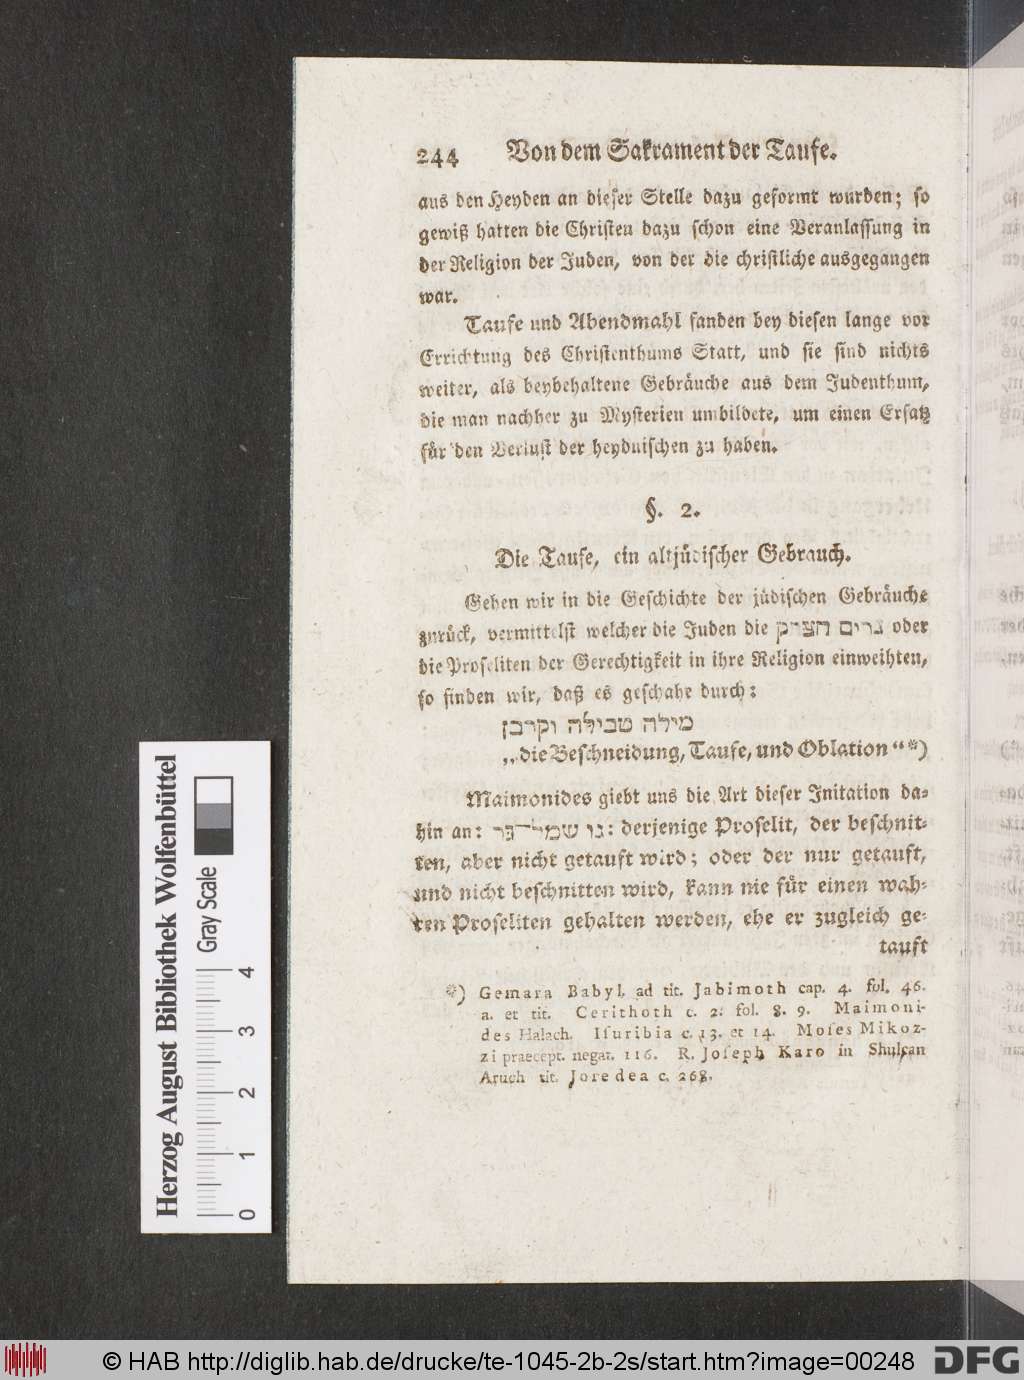 244 Von dem Sakrament der Taufe.
aus den Heyden an dieser Stelle dazu geformt wurden; so
gewiß hatten die Christen dazu schon eine Veranlassung in
der Religion der Juden, von der die christliche ausgegangen
war.
Taufe und Abendmahl fanden bey diesen lange vor
Errichtung des Christenthums Statt, und sie sind nichts
weiter, als beybehaltene Gebräuche aus dem Judenthum,
die man nachher zu Mysterien umbildete, um einen Ersatz
für den Verlust der heydnischen zu haben.
§. 2.
Die Taufe, ein altjüdischer Gebrauch.
Gehen wir in die Geschichte der jüdischen Gebräuche
zurück, vermittelst welcher die Juden die גרים הצרק oder
die Proseliten der Gerechtigkeit in ihre Religion einweihten,
so finden wir, daß es geschahe durch:
מילה טבילה וקרבן
„die Beschneidung, Taufe, und Oblation“ *)
Maimonides giebt uns die Art dieser Initation da-
hin an: : derjenige Proselit, der beschnit-
ten, aber nicht getauft wird; oder der nur getauft,
und nicht beschnitten wird, kann nie für einen wah-
ren Proseliten gehalten werden, ehe er zugleich ge-
tauft
*) Gemara Babyl. ad tit. Jabimoth cap. 4. fol. 46.
a. et tit. Cerithoth c. 2. fol. 8. 9. Maimoni-
des Halach. Isuribia c. 13. et 14. Moses Mikoz-
zi praecept. negat. 116. R. Joseph Karo in Shulcan
Aruch tit. Joredea c. 268.
Herzog August Bibliothek Wolfenbüttel
Gray Scale
0 1 2 3 4
© HAB http://diglib.hab.de/drucke/te-1045-2b-2s/start.htm?image=00248
DFG